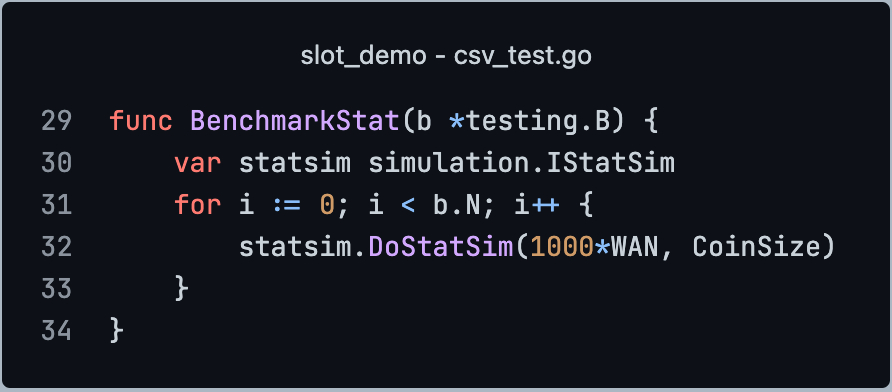 slot_demo - csv_test.go
29 func BenchmarkStat(b *testing.B) {
30     var statsim simulation.IStatSim
31     for i := 0; i < b.N; i++ {
32         statsim.DoStatSim(1000*WAN, CoinSize)
33     }
34 }